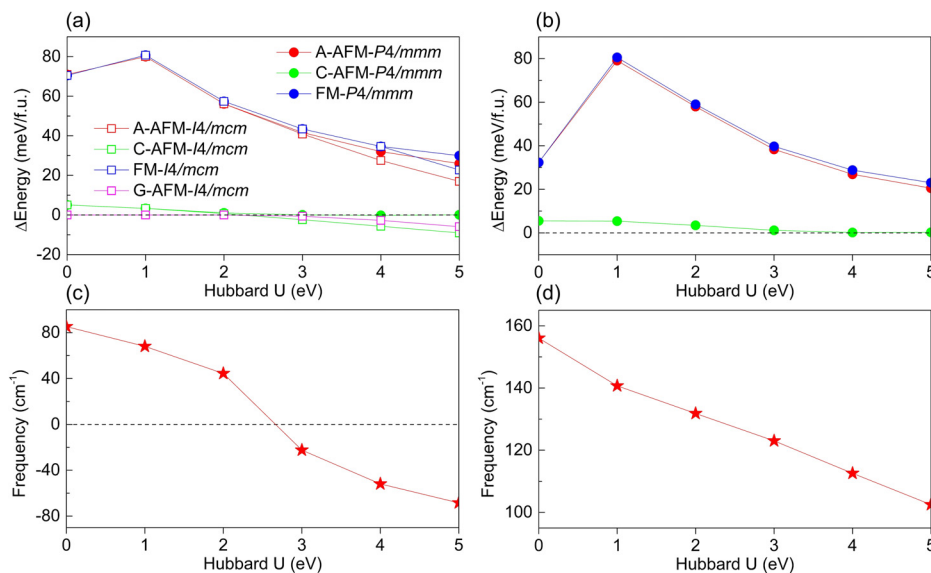 (a)
80
60
40
20
0
-20
ΔEnergy (meV/f.u.)
A-AFM-P4/mmm
C-AFM-P4/mmm
FM-P4/mmm
A-AFM-I4/mcm
C-AFM-I4/mcm
FM-I4/mcm
G-AFM-I4/mcm
0 1 2 3 4 5
Hubbard U (eV)
(b)
80
60
40
20
0
ΔEnergy (meV/f.u.)
0 1 2 3 4 5
Hubbard U (eV)
(c)
80
40
0
-40
-80
Frequency (cm⁻¹)
0 1 2 3 4 5
Hubbard U (eV)
(d)
160
140
120
100
Frequency (cm⁻¹)
0 1 2 3 4 5
Hubbard U (eV)